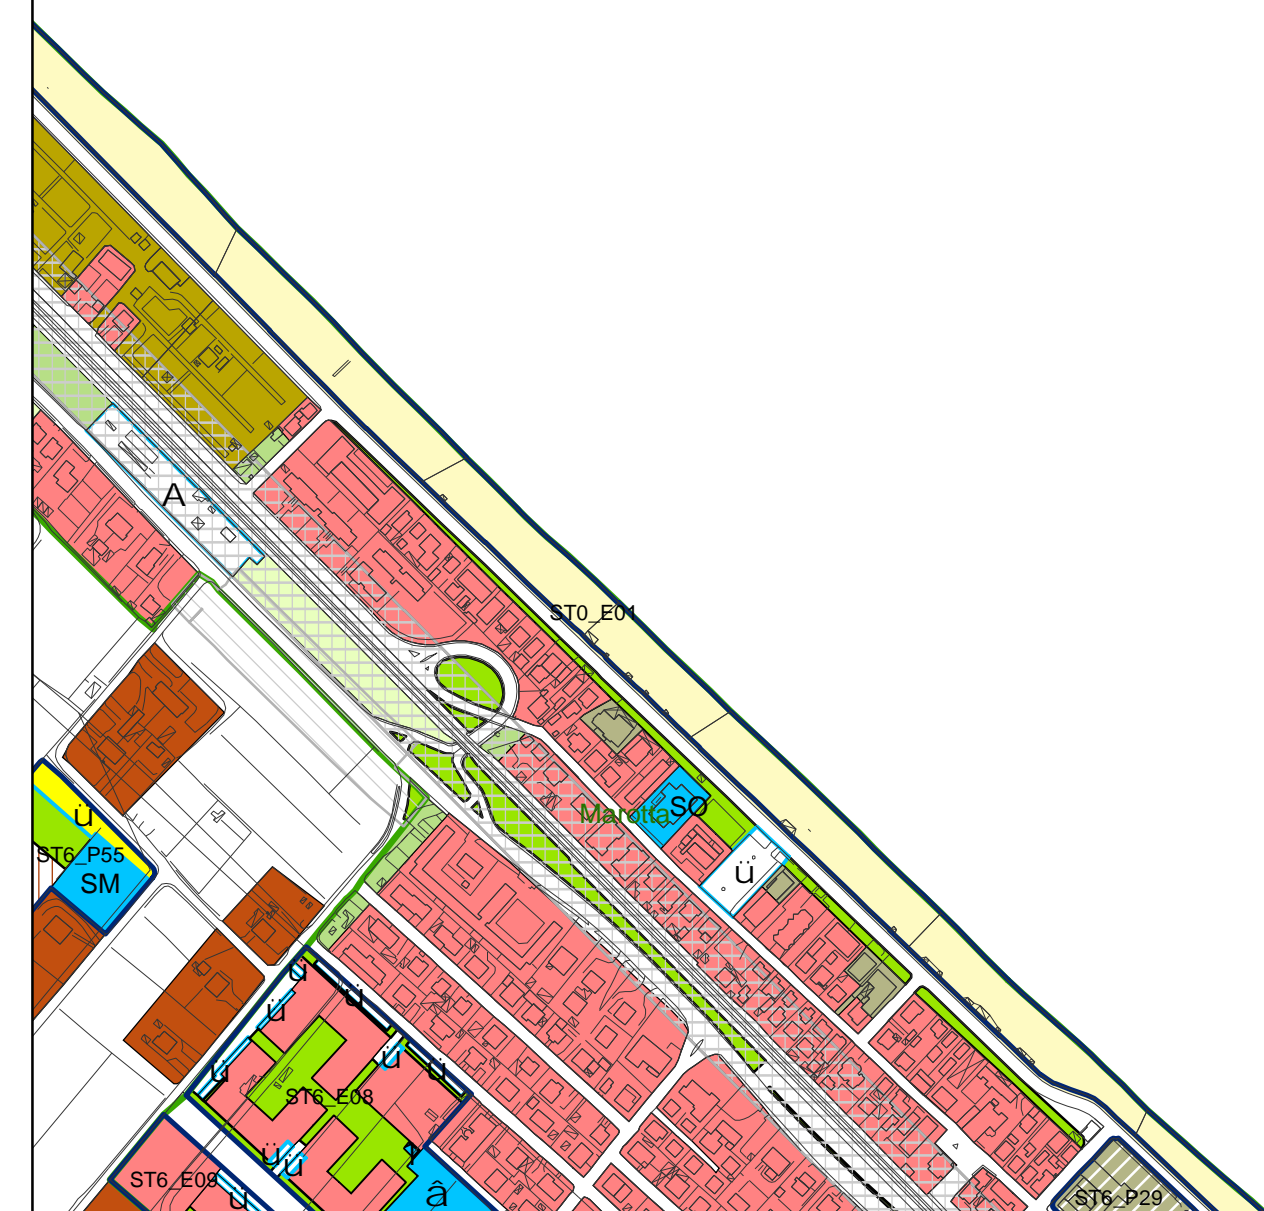 A
ST0_E01
Marotta
SO
ü
ST6_P55
SM
ü
ü
ü
ü
ü
ü
ü
ST6_E08
ü
ü
ST6_E09
ü
â
ST6_P29